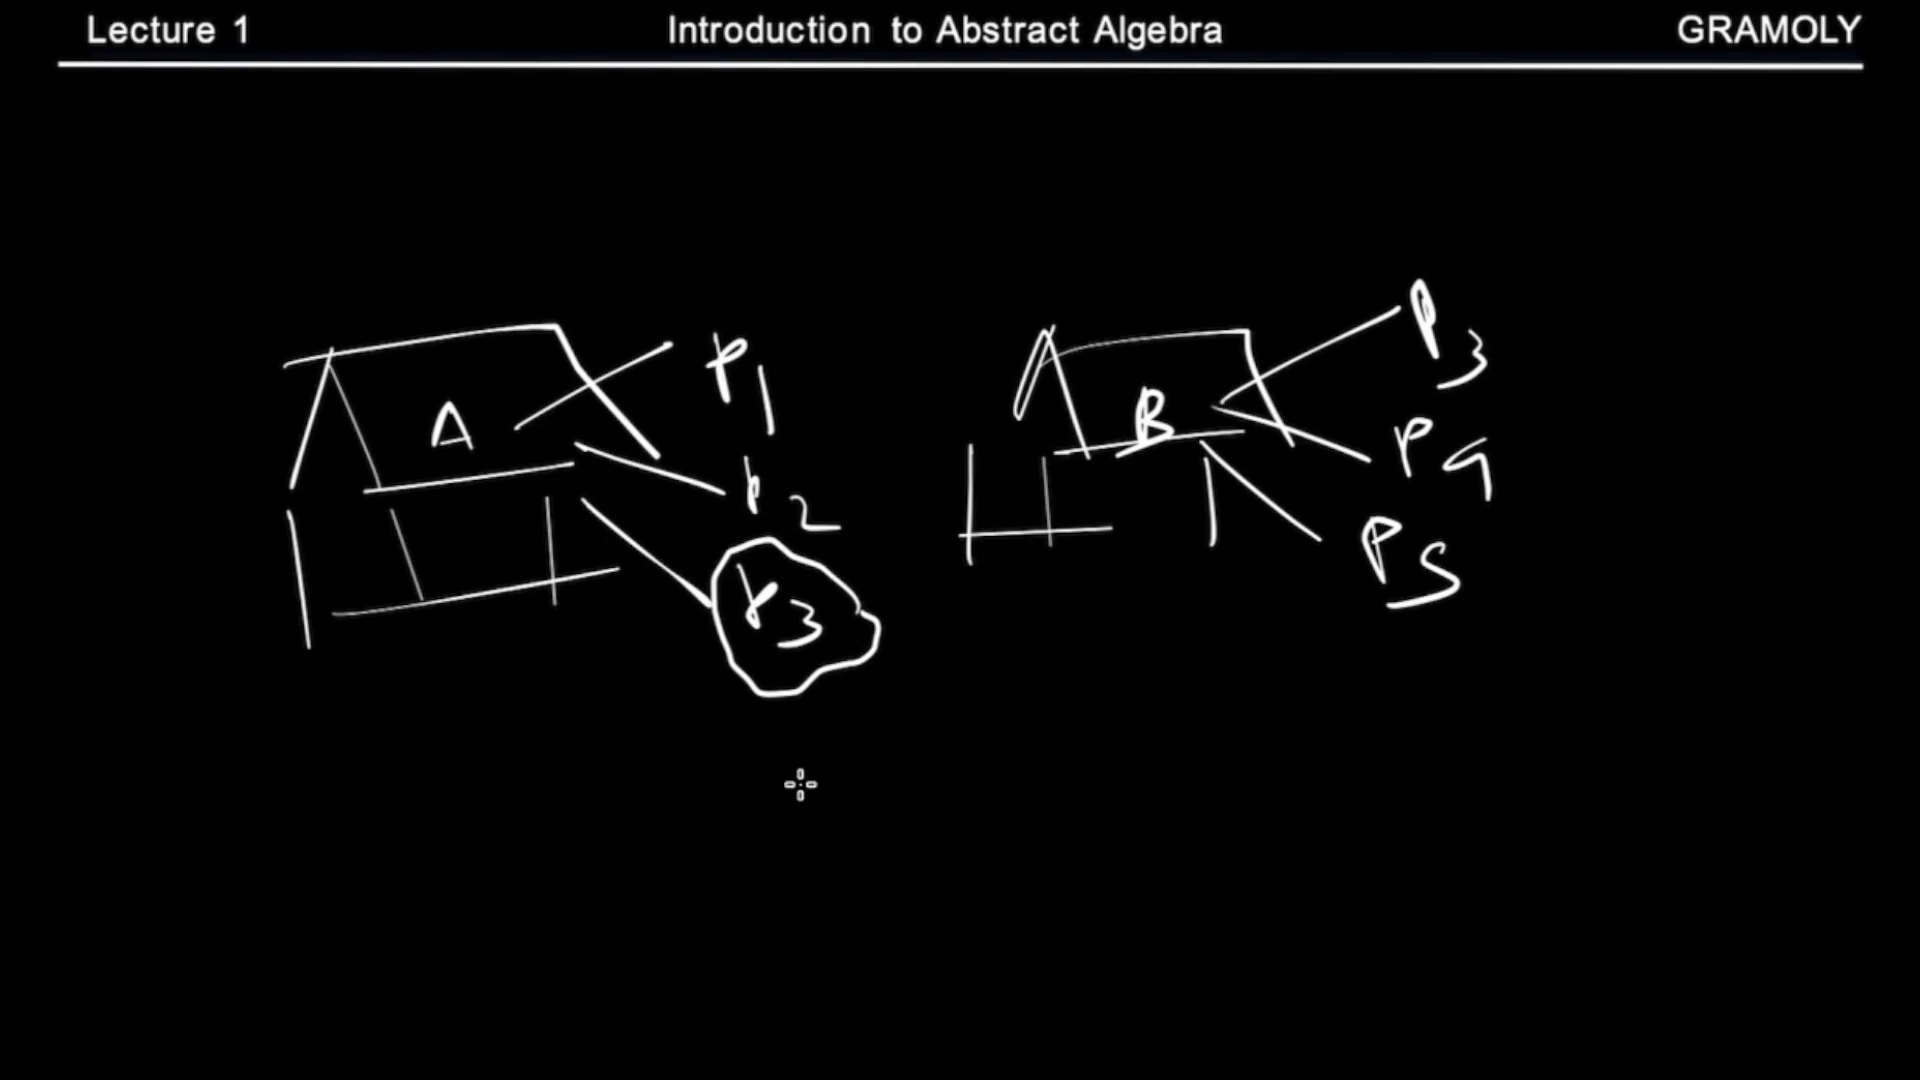 Lecture 1
Introduction to Abstract Algebra
GRAMOLY
A
P1
P2
P3
B
P3
P4
P5